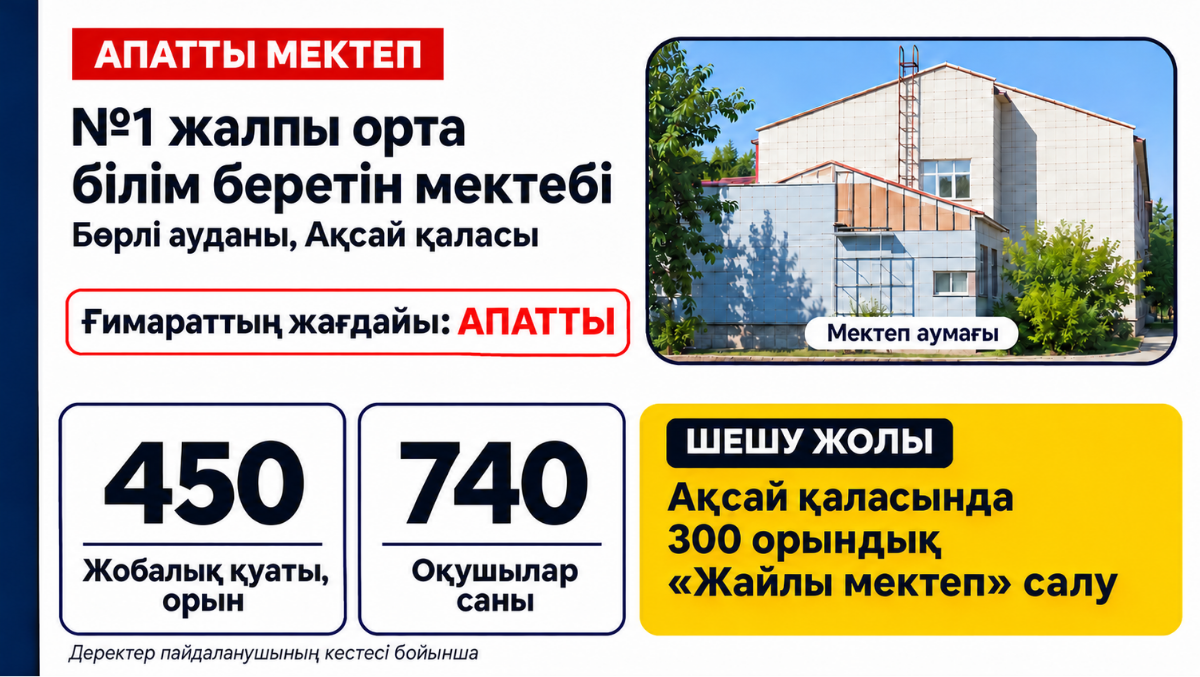 АПАТТЫ МЕКТЕП
№1 жалпы орта
білім беретін мектебі
Бөрлі ауданы, Ақсай қаласы
Ғимараттың жағдайы: АПАТТЫ
Мектеп аумағы
450
Жобалық қуаты,
орын
740
Оқушылар
саны
ШЕШУ ЖОЛЫ
Ақсай қаласында
300 орындық
«Жайлы мектеп» салу
Деректер пайдаланушының кестесі бойынша